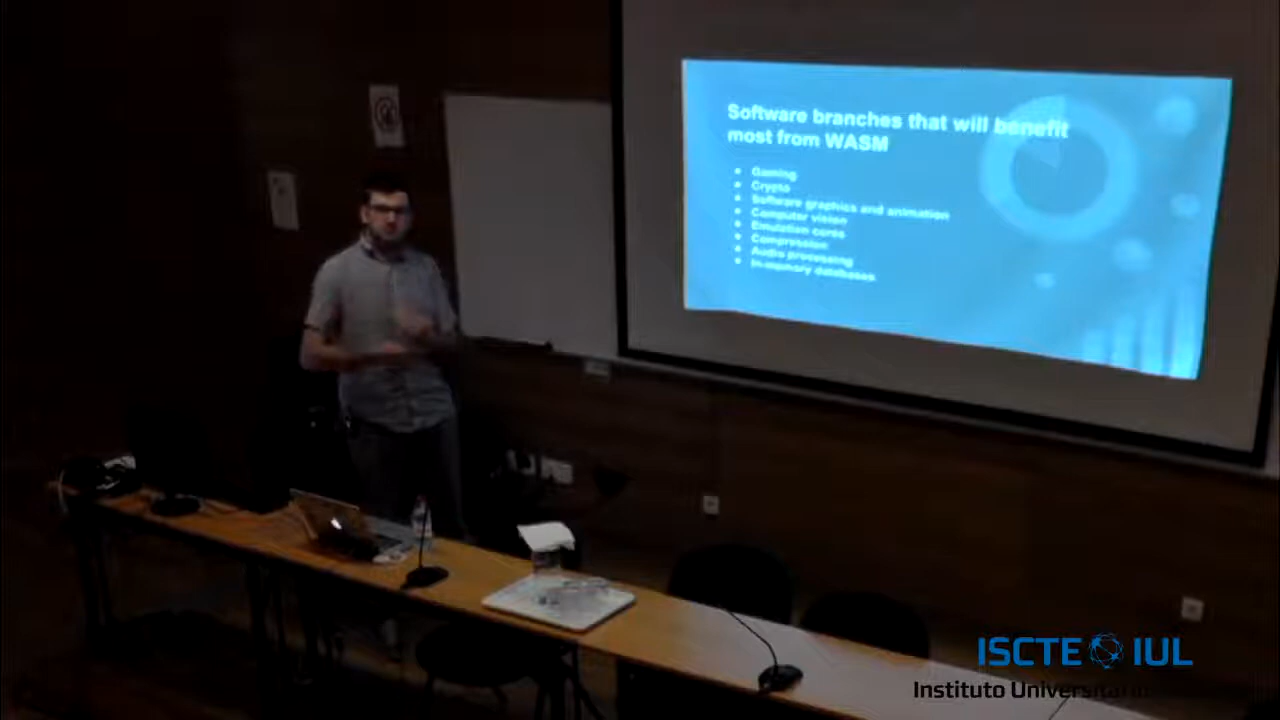 Software branches that will benefit
most from WASM
Gaming
Crypto
Software graphics and animation
Computer vision
Emulation cores
Compression
Audio processing
In-memory databases
ISCTE IUL
Instituto Universitário